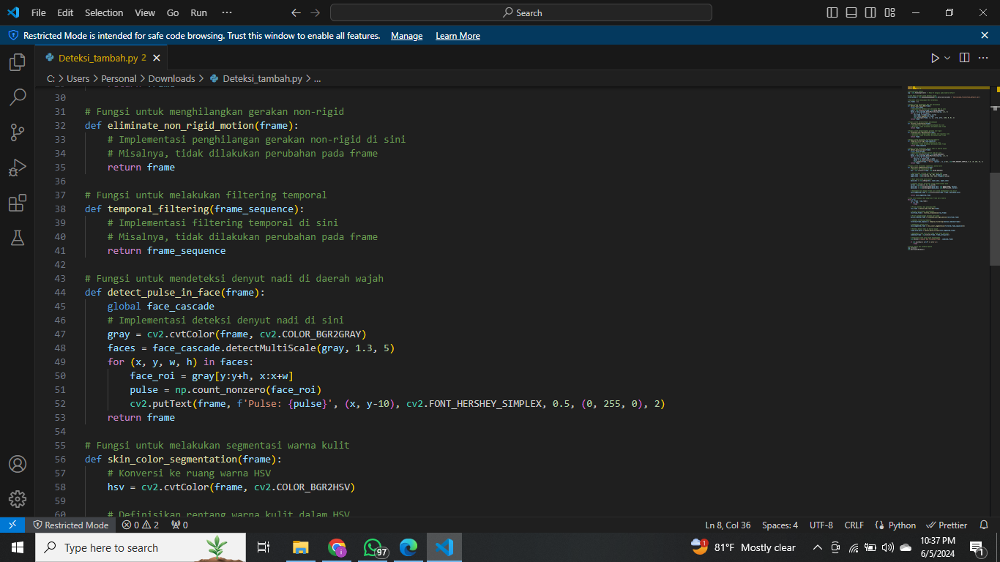 File Edit Selection View Go Run ··· Search
Restricted Mode is intended for safe code browsing. Trust this window to enable all features. Manage Learn More
Deteksi_tambah.py 2
C: > Users > Personal > Downloads > Deteksi_tambah.py > ...
30
31 # Fungsi untuk menghilangkan gerakan non-rigid
32 def eliminate_non_rigid_motion(frame):
33 # Implementasi penghilangan gerakan non-rigid di sini
34 # Misalnya, tidak dilakukan perubahan pada frame
35 return frame
36
37 # Fungsi untuk melakukan filtering temporal
38 def temporal_filtering(frame_sequence):
39 # Implementasi filtering temporal di sini
40 # Misalnya, tidak dilakukan perubahan pada frame
41 return frame_sequence
42
43 # Fungsi untuk mendeteksi denyut nadi di daerah wajah
44 def detect_pulse_in_face(frame):
45 global face_cascade
46 # Implementasi deteksi denyut nadi di sini
47 gray = cv2.cvtColor(frame, cv2.COLOR_BGR2GRAY)
48 faces = face_cascade.detectMultiScale(gray, 1.3, 5)
49 for (x, y, w, h) in faces:
50 face_roi = gray[y:y+h, x:x+w]
51 pulse = np.count_nonzero(face_roi)
52 cv2.putText(frame, f'Pulse: {pulse}', (x, y-10), cv2.FONT_HERSHEY_SIMPLEX, 0.5, (0, 255, 0), 2)
53 return frame
54
55 # Fungsi untuk melakukan segmentasi warna kulit
56 def skin_color_segmentation(frame):
57 # Konversi ke ruang warna HSV
58 hsv = cv2.cvtColor(frame, cv2.COLOR_BGR2HSV)
59
60 # Definisikan rentang warna kulit dalam HSV
Restricted Mode 0 2 0 Ln 8, Col 36 Spaces: 4 UTF-8 CRLF Python Prettier
Type here to search 97 1 81°F Mostly clear 10:37 PM 1
6/5/2024